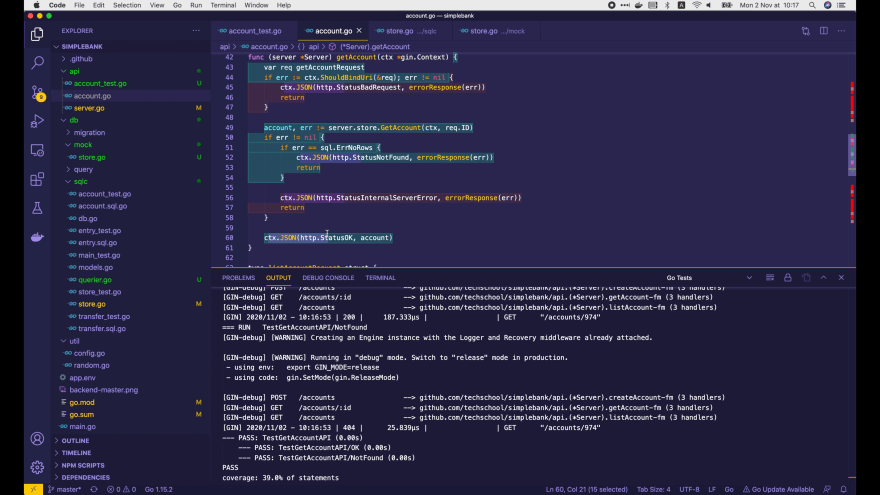 Code File Edit Selection View Go Run Terminal Window Help
Mon 2 Nov at 10:17
account.go — simplebank
EXPLORER
SIMPLEBANK
.github
api
account_test.go U
account.go
server.go M
db
migration
mock
store.go U
query
sqlc
account_test.go
account.sql.go
db.go
entry_test.go
entry.sql.go
main_test.go
models.go
querier.go U
store_test.go
store.go M
transfer_test.go
transfer.sql.go
util
config.go
random.go
app.env
backend-master.png
go.mod M
go.sum M
main.go
OUTLINE
TIMELINE
NPM SCRIPTS
DEPENDENCIES
account_test.go account.go store.go .../sqlc store.go .../mock
api > account.go > {} api > (*Server).getAccount
42 func (server *Server) getAccount(ctx *gin.Context) {
43 var req getAccountRequest
44 if err := ctx.ShouldBindUri(&req); err != nil {
45 ctx.JSON(http.StatusBadRequest, errorResponse(err))
46 return
47 }
48
49 account, err := server.store.GetAccount(ctx, req.ID)
50 if err != nil {
51 if err == sql.ErrNoRows {
52 ctx.JSON(http.StatusNotFound, errorResponse(err))
53 return
54 }
55
56 ctx.JSON(http.StatusInternalServerError, errorResponse(err))
57 return
58 }
59
60 ctx.JSON(http.StatusOK, account)
61 }
62
PROBLEMS OUTPUT DEBUG CONSOLE TERMINAL Go Tests
[GIN-debug] POST /accounts --> github.com/techschool/simplebank/api.(*Server).createAccount-fm (3 handlers)
[GIN-debug] GET /accounts/:id --> github.com/techschool/simplebank/api.(*Server).getAccount-fm (3 handlers)
[GIN-debug] GET /accounts --> github.com/techschool/simplebank/api.(*Server).listAccount-fm (3 handlers)
[GIN] 2020/11/02 - 10:16:53 | 200 | 187.333µs | | GET "/accounts/974"
=== RUN TestGetAccountAPI/NotFound
[GIN-debug] [WARNING] Creating an Engine instance with the Logger and Recovery middleware already attached.
[GIN-debug] [WARNING] Running in "debug" mode. Switch to "release" mode in production.
- using env: export GIN_MODE=release
- using code: gin.SetMode(gin.ReleaseMode)
[GIN-debug] POST /accounts --> github.com/techschool/simplebank/api.(*Server).createAccount-fm (3 handlers)
[GIN-debug] GET /accounts/:id --> github.com/techschool/simplebank/api.(*Server).getAccount-fm (3 handlers)
[GIN-debug] GET /accounts --> github.com/techschool/simplebank/api.(*Server).listAccount-fm (3 handlers)
[GIN] 2020/11/02 - 10:16:53 | 404 | 25.839µs | | GET "/accounts/974"
--- PASS: TestGetAccountAPI (0.00s)
--- PASS: TestGetAccountAPI/OK (0.00s)
--- PASS: TestGetAccountAPI/NotFound (0.00s)
PASS
coverage: 39.0% of statements
master* 0 0 Go 1.15.2 Ln 60, Col 21 (15 selected) Tab Size: 4 UTF-8 LF Go Go Update Available